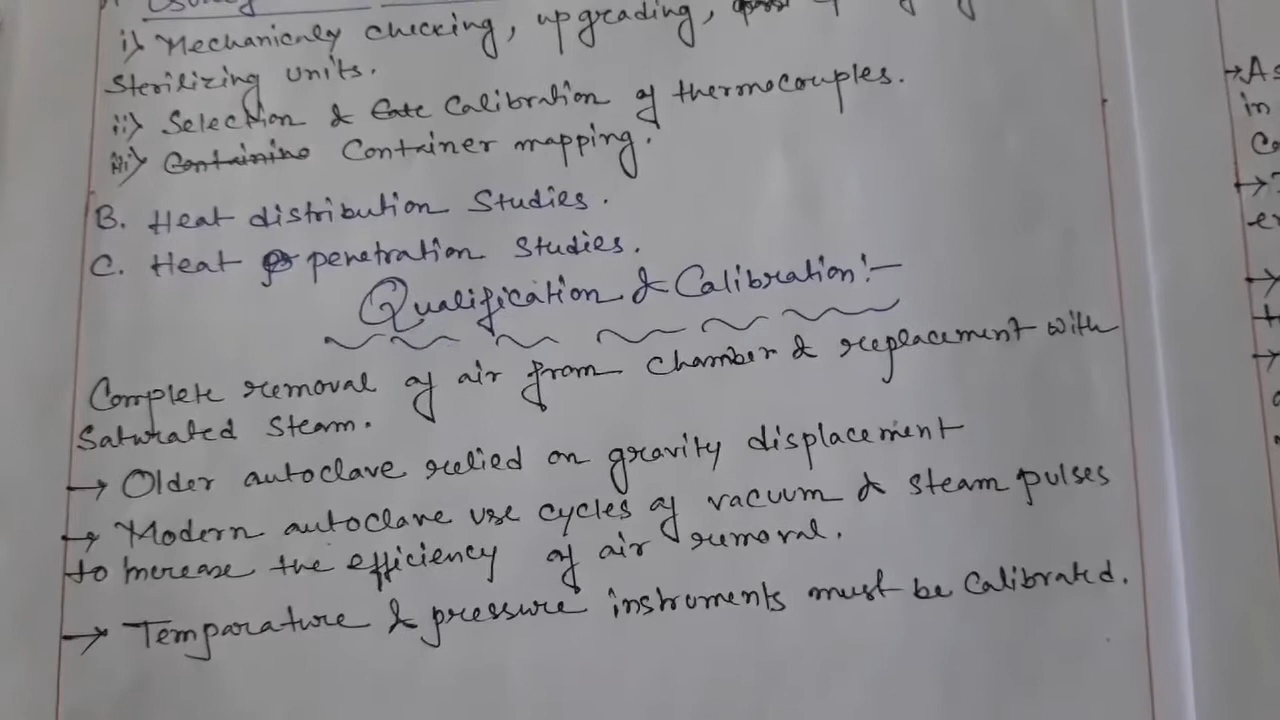 i) Mechanicaly checking, upgrading,
Sterilizing units.
ii) Selection & Calibration of thermocouples.
iii) Container mapping.
B. Heat distribution Studies.
C. Heat penetration Studies.
Qualification & Calibration:-
Complete removal of air from chamber & replacement with
Saturated Steam.
→ Older autoclave relied on gravity displacement
→ Modern autoclave use cycles of vacuum & steam pulses
to increase the efficiency of air removal.
→ Temparature & pressure instruments must be Calibrated.
→ As
in